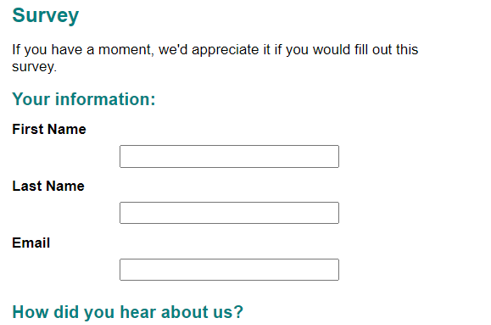 Survey
If you have a moment, we'd appreciate it if you would fill out this
survey.
Your information:
First Name
Last Name
Email
How did you hear about us?